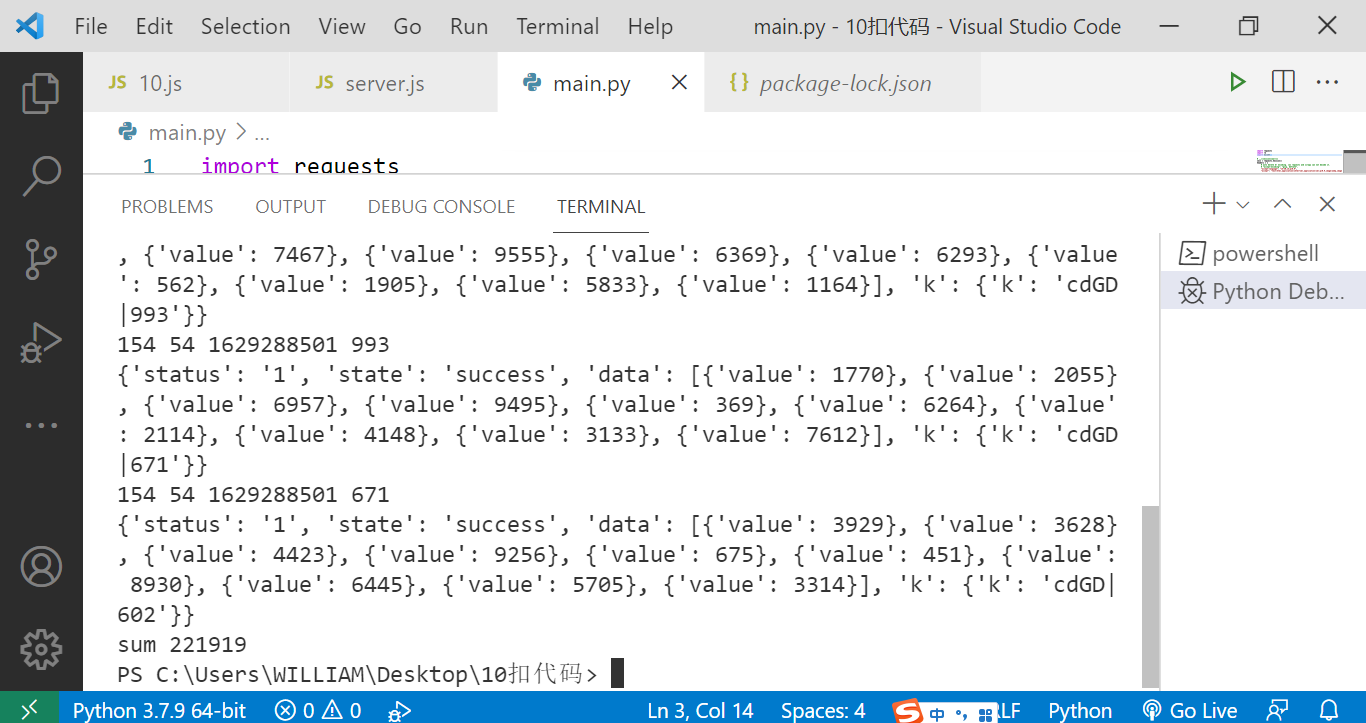 File Edit Selection View Go Run Terminal Help main.py - 10扣代码 - Visual Studio Code
JS 10.js JS server.js main.py {} package-lock.json
main.py > ...
1 import requests
PROBLEMS OUTPUT DEBUG CONSOLE TERMINAL
, {'value': 7467}, {'value': 9555}, {'value': 6369}, {'value': 6293}, {'value
': 562}, {'value': 1905}, {'value': 5833}, {'value': 1164}], 'k': {'k': 'cdGD
|993'}}
154 54 1629288501 993
{'status': '1', 'state': 'success', 'data': [{'value': 1770}, {'value': 2055}
, {'value': 6957}, {'value': 9495}, {'value': 369}, {'value': 6264}, {'value'
: 2114}, {'value': 4148}, {'value': 3133}, {'value': 7612}], 'k': {'k': 'cdGD
|671'}}
154 54 1629288501 671
{'status': '1', 'state': 'success', 'data': [{'value': 3929}, {'value': 3628}
, {'value': 4423}, {'value': 9256}, {'value': 675}, {'value': 451}, {'value':
 8930}, {'value': 6445}, {'value': 5705}, {'value': 3314}], 'k': {'k': 'cdGD|
602'}}
sum 221919
PS C:\Users\WILLIAM\Desktop\10扣代码>
powershell
Python Deb...
Python 3.7.9 64-bit 0 0 Ln 3, Col 14 Spaces: 4 中 LF Python Go Live